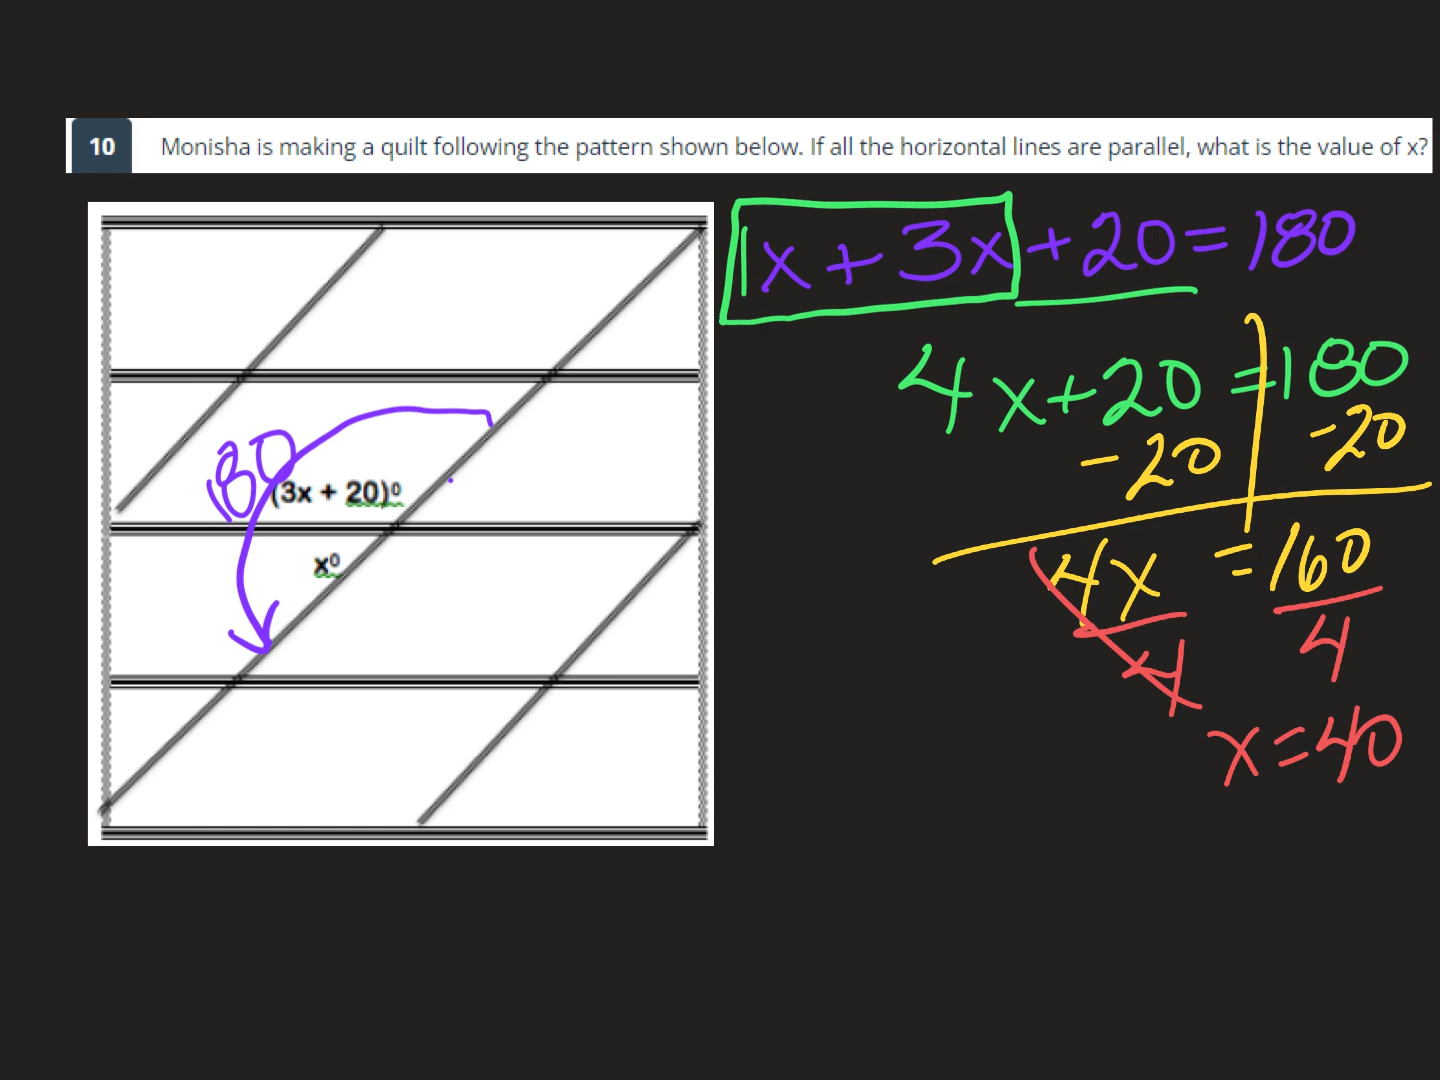 10 Monisha is making a quilt following the pattern shown below. If all the horizontal lines are parallel, what is the value of x?
1x + 3x + 20 = 180
4x + 20 = 180
- 20 - 20
180
(3x + 20)⁰
4x = 160
x⁰
4 4
x = 40